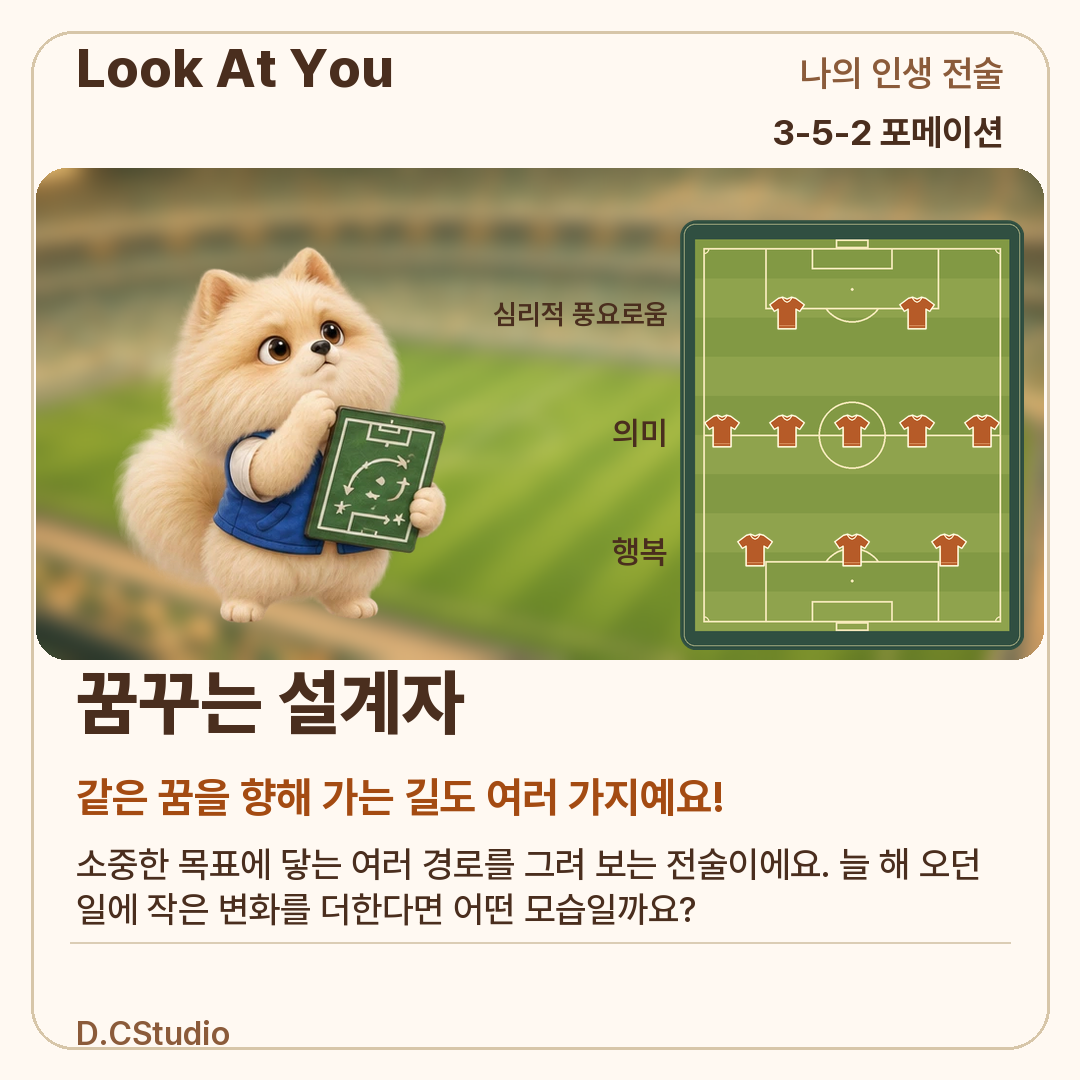 Look At You
나의 인생 전술
3-5-2 포메이션
심리적 풍요로움
의미
행복
꿈꾸는 설계자
같은 꿈을 향해 가는 길도 여러 가지예요!
소중한 목표에 닿는 여러 경로를 그려 보는 전술이에요. 늘 해 오던
일에 작은 변화를 더한다면 어떤 모습일까요?
D.CStudio